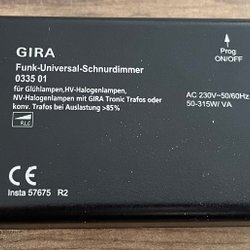 GIRA
Prog
ON/OFF
Funk-Universal-Schnurdimmer
0335 01
für Glühlampen,HV-Halogenlampen,
NV-Halogenlampen mit GIRA Tronic Trafos oder
konv. Trafos bei Auslastung >85%
AC 230V~50/60Hz
50-315W/ VA
R,L,C
CE
Insta 57675 R2